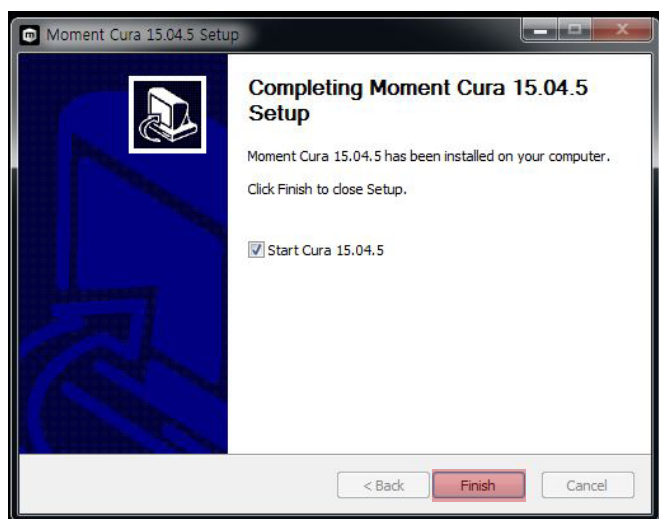 Moment Cura 15.04.5 Setup
Completing Moment Cura 15.04.5
Setup
Moment Cura 15.04.5 has been installed on your computer.
Click Finish to close Setup.
Start Cura 15.04.5
< Back Finish Cancel